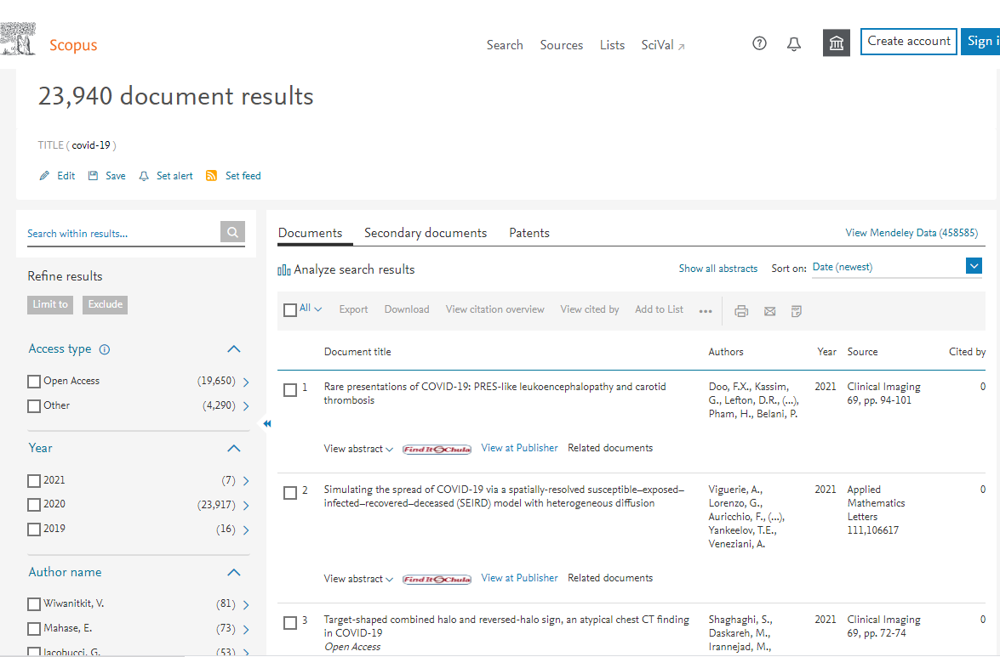 Scopus
Search Sources Lists SciVal
Create account
Sign i
23,940 document results
TITLE ( covid-19 )
Edit Save Set alert Set feed
Search within results...
Refine results
Limit to Exclude
Access type
Open Access (19,650)
Other (4,290)
Year
2021 (7)
2020 (23,917)
2019 (16)
Author name
Wiwanitkit, V. (81)
Mahase, E. (73)
Iacobucci, G. (53)
Documents Secondary documents Patents View Mendeley Data (458585)
Analyze search results Show all abstracts Sort on: Date (newest)
All Export Download View citation overview View cited by Add to List ...
PDF
Document title Authors Year Source Cited by
1 Rare presentations of COVID-19: PRES-like leukoencephalopathy and carotid
thrombosis
Doo, F.X., Kassim,
G., Lefton, D.R., (...),
Pham, H., Belani, P.
2021
Clinical Imaging
69, pp. 94-101
0
View abstract Find It@Chula View at Publisher Related documents
2 Simulating the spread of COVID-19 via a spatially-resolved susceptible–exposed–
infected–recovered–deceased (SEIRD) model with heterogeneous diffusion
Viguerie, A.,
Lorenzo, G.,
Auricchio, F., (...),
Yankeelov, T.E.,
Veneziani, A.
2021
Applied
Mathematics
Letters
111,106617
0
View abstract Find It@Chula View at Publisher Related documents
3 Target-shaped combined halo and reversed-halo sign, an atypical chest CT finding
in COVID-19
Open Access
Shaghaghi, S.,
Daskareh, M.,
Irannejad, M.,
2021
Clinical Imaging
69, pp. 72-74
0